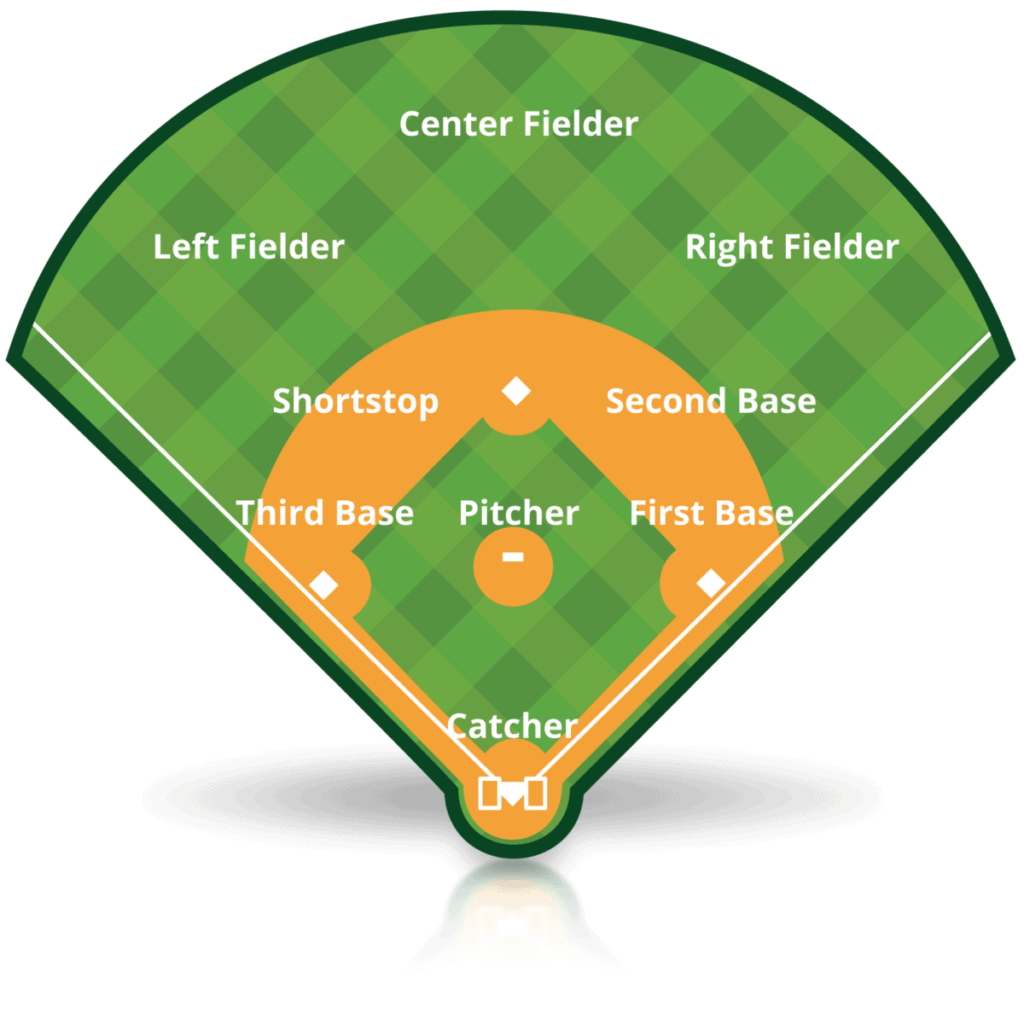 Center Fielder
Left Fielder
Right Fielder
Shortstop
Second Base
Third Base
Pitcher
First Base
Catcher